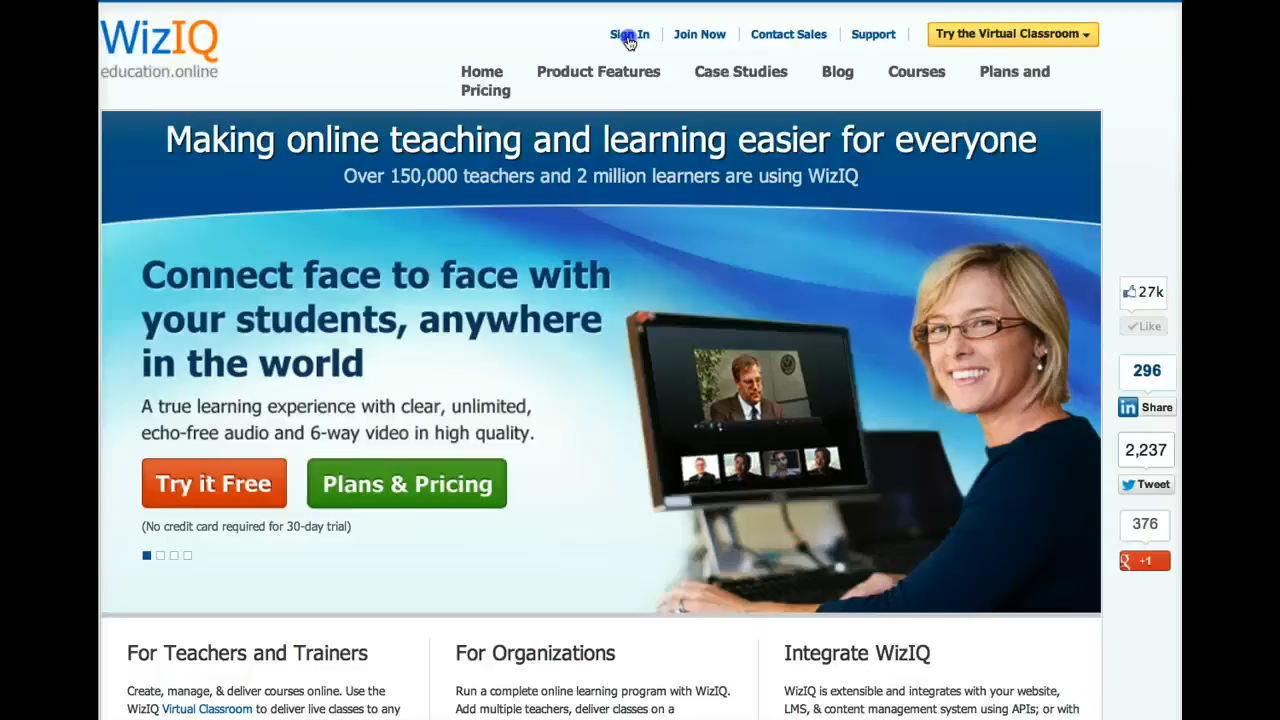 WizIQ
education.online
Sign In
Join Now
Contact Sales
Support
Try the Virtual Classroom
Home Product Features Case Studies Blog Courses Plans and
Pricing
Making online teaching and learning easier for everyone
Over 150,000 teachers and 2 million learners are using WizIQ
Connect face to face with
your students, anywhere
in the world
A true learning experience with clear, unlimited,
echo-free audio and 6-way video in high quality.
Try it Free
Plans & Pricing
(No credit card required for 30-day trial)
27k
Like
296
in Share
2,237
Tweet
376
g +1
For Teachers and Trainers
Create, manage, & deliver courses online. Use the
WizIQ Virtual Classroom to deliver live classes to any
For Organizations
Run a complete online learning program with WizIQ.
Add multiple teachers, deliver classes on a
Integrate WizIQ
WizIQ is extensible and integrates with your website,
LMS, & content management system using APIs; or with